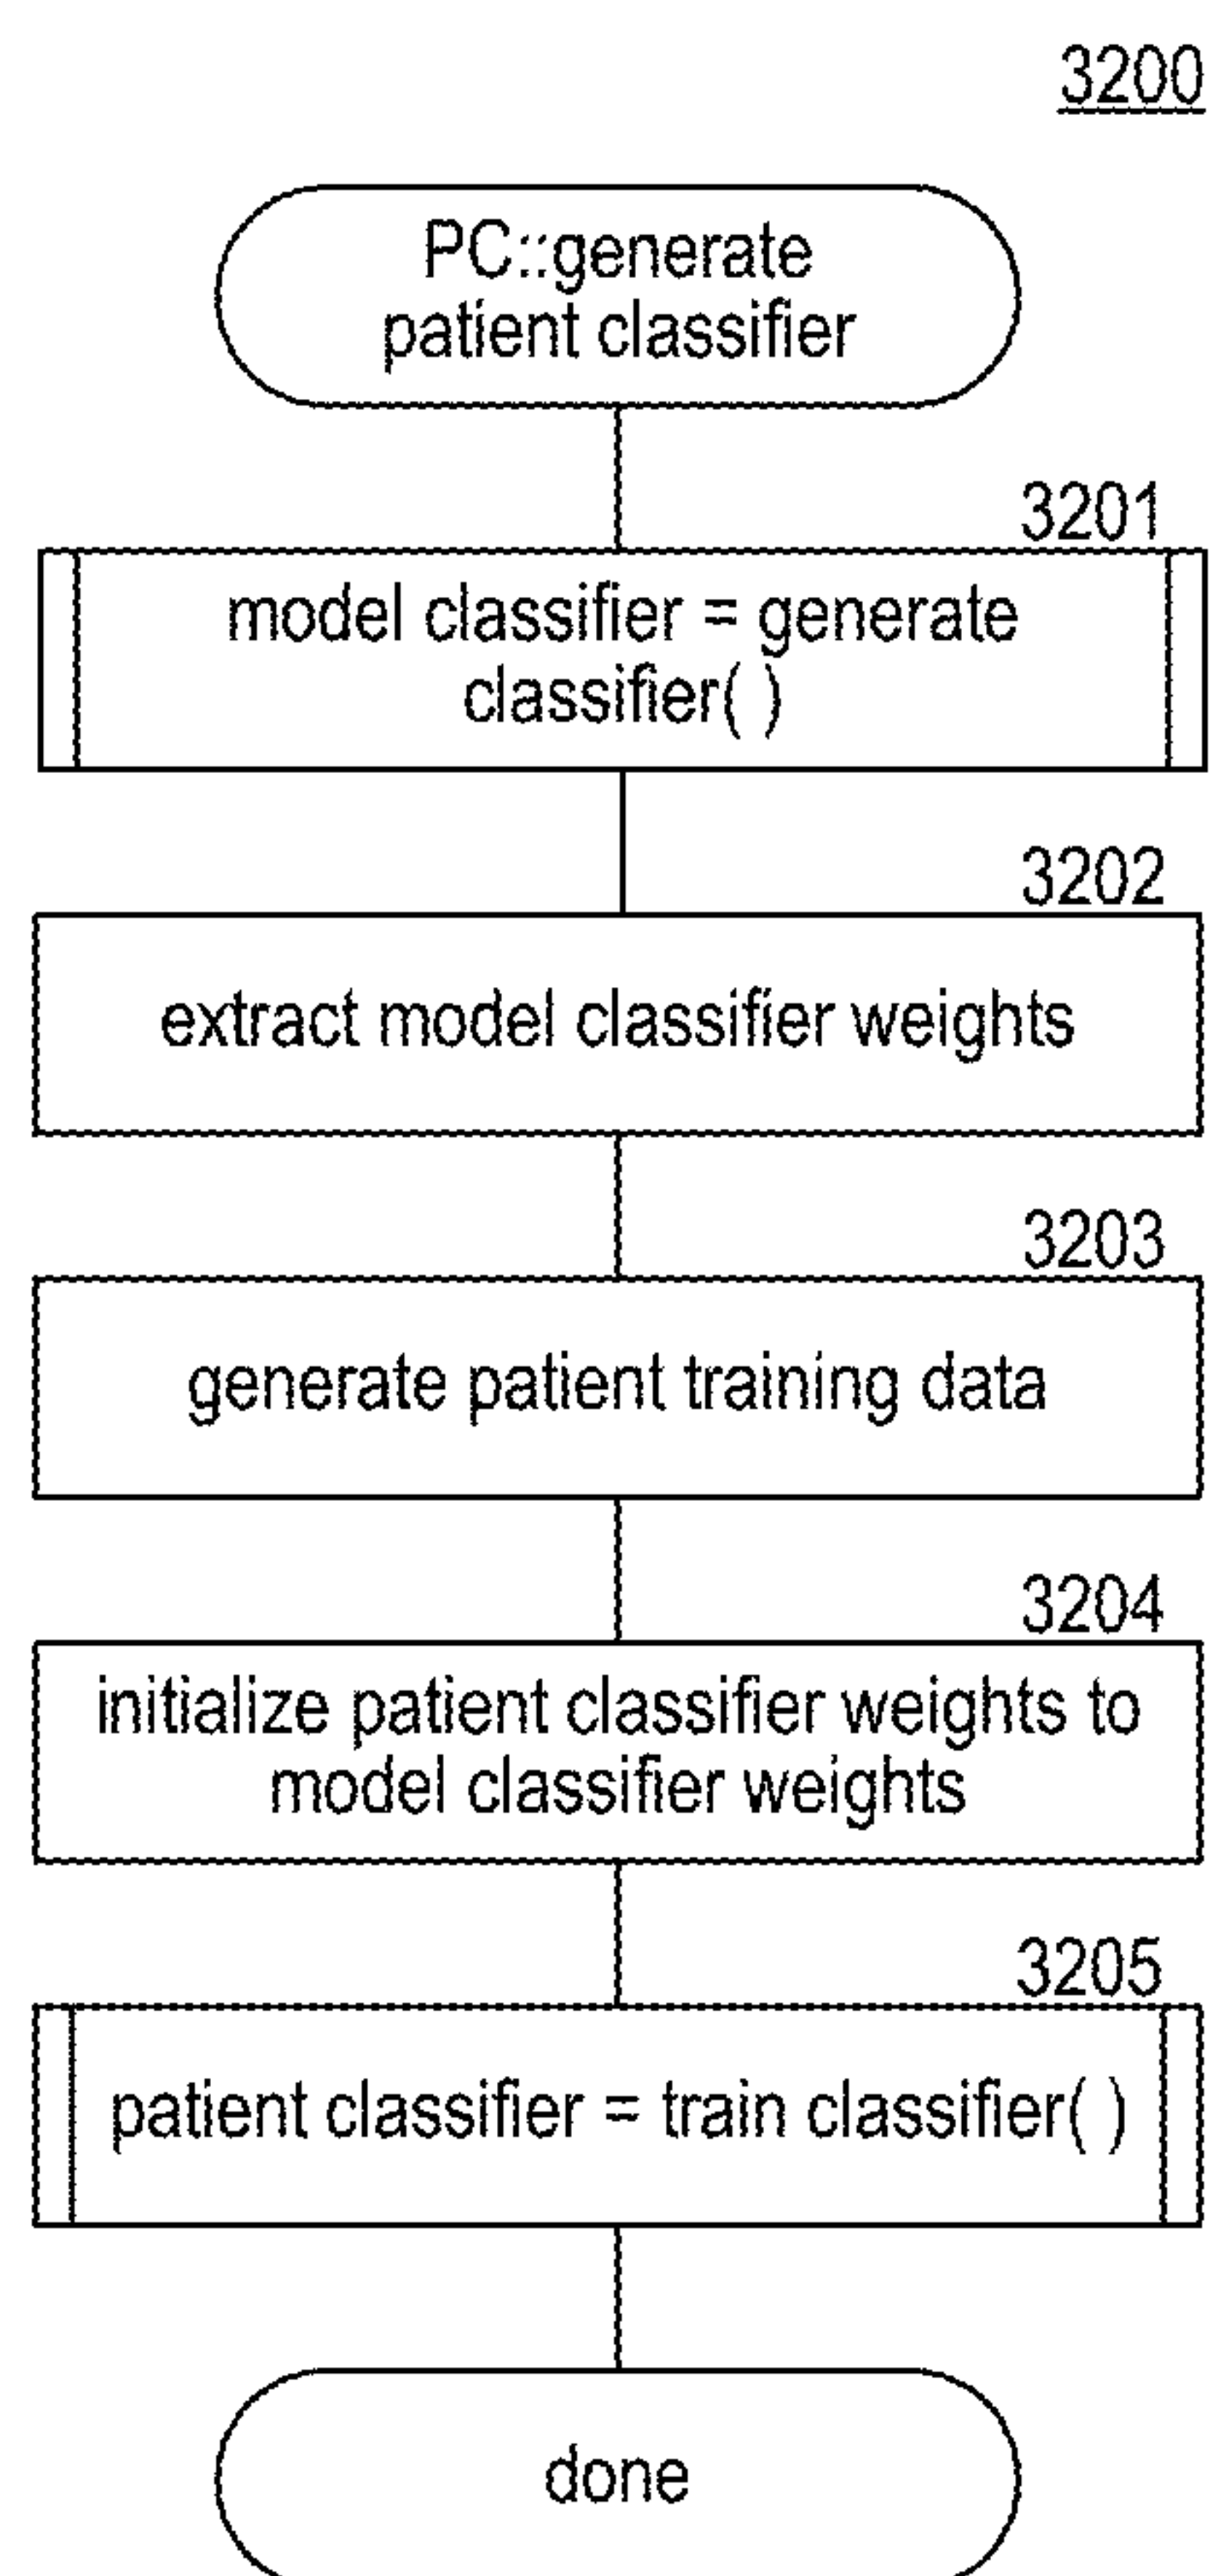 3200
PC::generate
patient classifier
3201
model classifier = generate
classifier( )
3202
extract model classifier weights
3203
generate patient training data
3204
initialize patient classifier weights to
model classifier weights
3205
patient classifier = train classifier( )
done